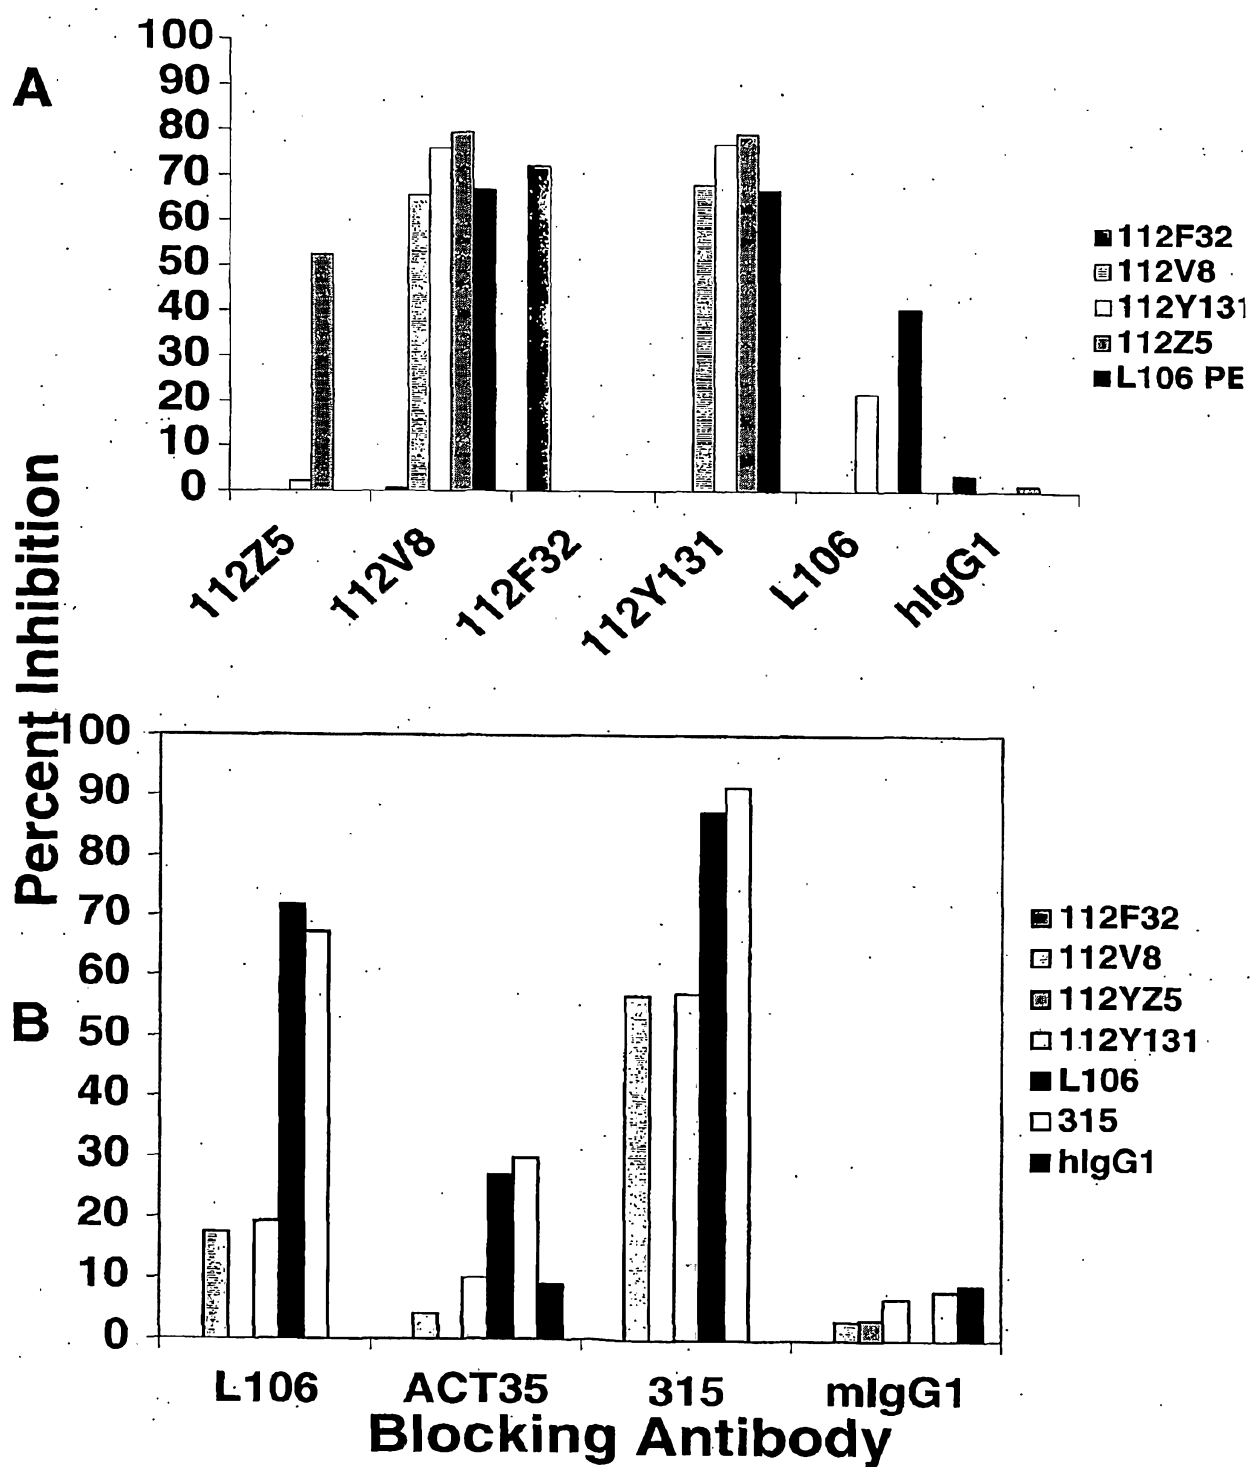 A
100
90
80
70
60
50
40
30
20
10
0
112Z5
112V8
112F32
112Y131
L106
hIgG1
112F32
112V8
112Y131
112Z5
L106 PE
Percent Inhibition
B
100
90
80
70
60
50
40
30
20
10
0
L106
ACT35
315
mIgG1
Blocking Antibody
112F32
112V8
112YZ5
112Y131
L106
315
hIgG1